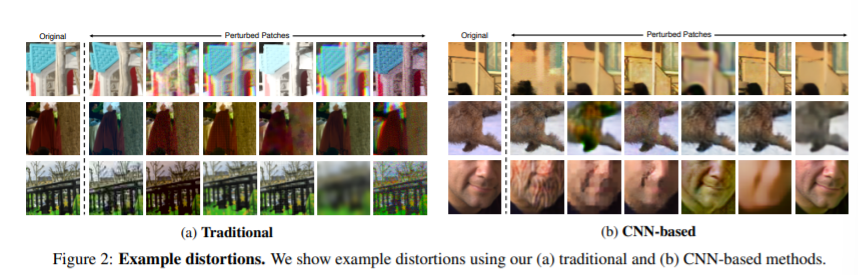 Original Perturbed Patches Original Perturbed Patches
(a) Traditional (b) CNN-based
Figure 2: Example distortions. We show example distortions using our (a) traditional and (b) CNN-based methods.